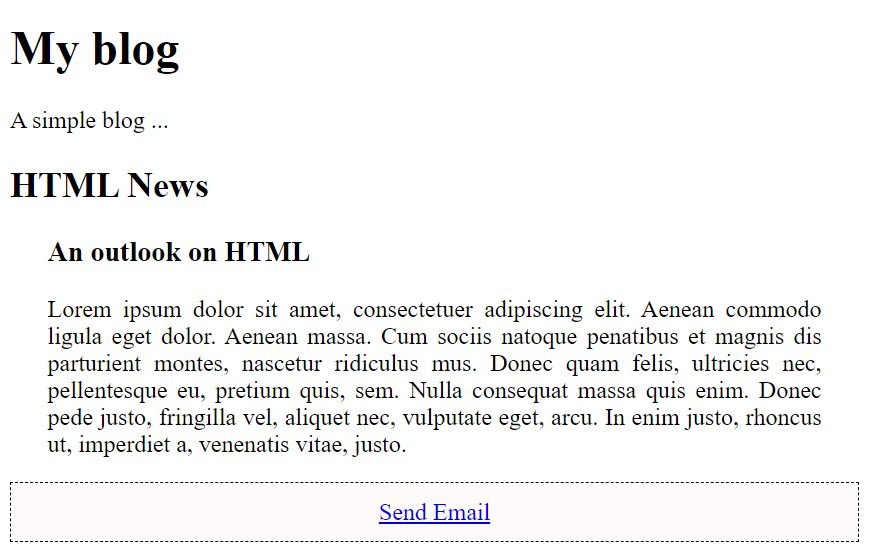 My blog
A simple blog ...
HTML News
An outlook on HTML
Lorem ipsum dolor sit amet, consectetuer adipiscing elit. Aenean commodo
ligula eget dolor. Aenean massa. Cum sociis natoque penatibus et magnis dis
parturient montes, nascetur ridiculus mus. Donec quam felis, ultricies nec,
pellentesque eu, pretium quis, sem. Nulla consequat massa quis enim. Donec
pede justo, fringilla vel, aliquet nec, vulputate eget, arcu. In enim justo, rhoncus
ut, imperdiet a, venenatis vitae, justo.
Send Email